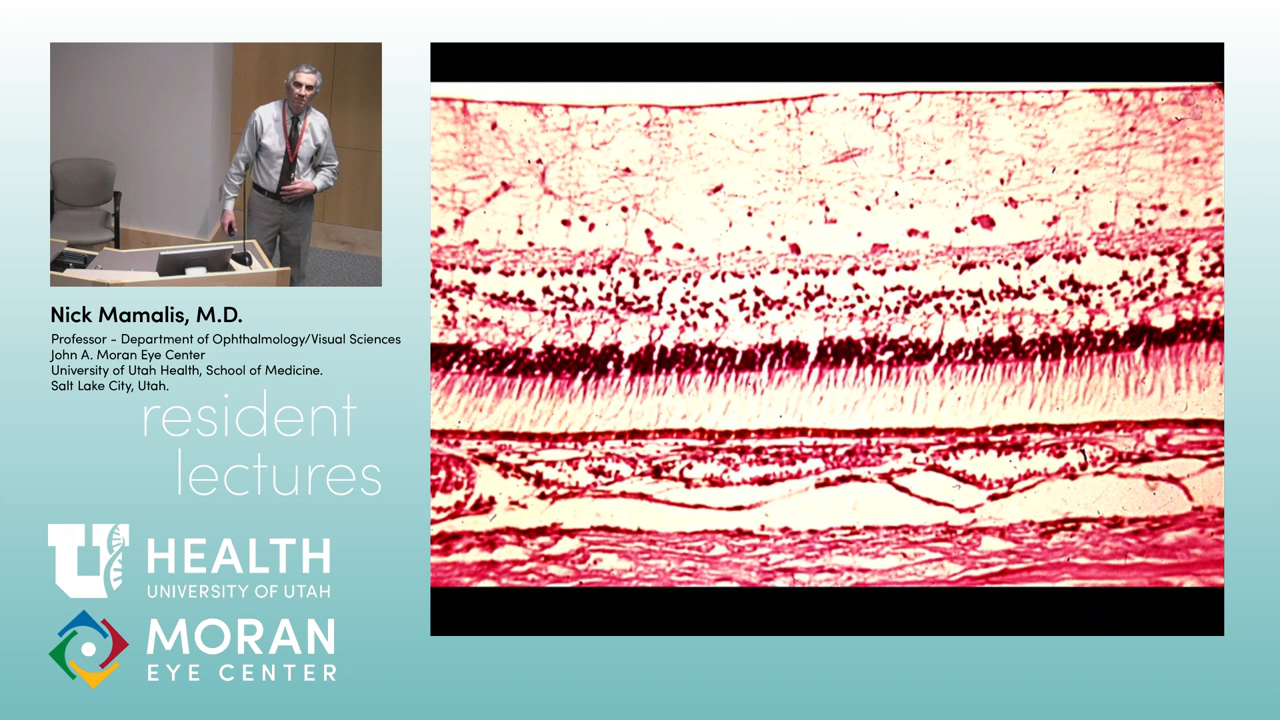 Nick Mamalis, M.D.
Professor - Department of Ophthalmology/Visual Sciences
John A. Moran Eye Center
University of Utah Health, School of Medicine.
Salt Lake City, Utah.
resident
lectures
U
HEALTH
UNIVERSITY OF UTAH
MORAN
EYE CENTER